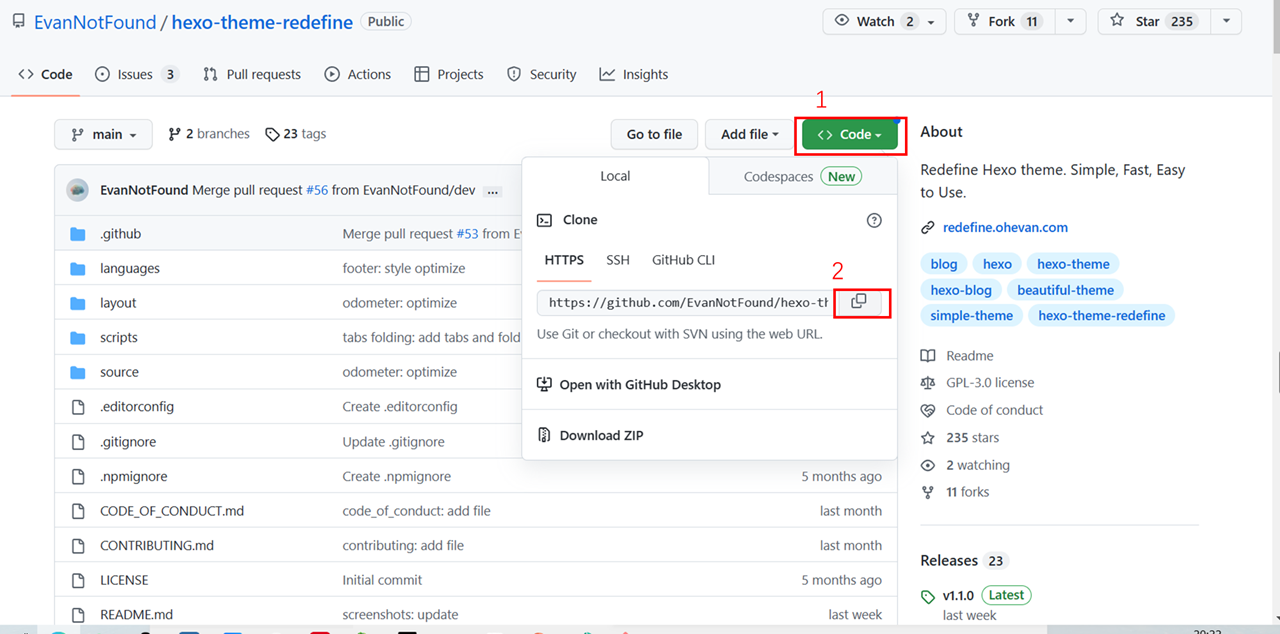 EvanNotFound / hexo-theme-redefine Public
Watch 2 Fork 11 Star 235
Code Issues 3 Pull requests Actions Projects Security Insights
1
main 2 branches 23 tags Go to file Add file <> Code
EvanNotFound Merge pull request #56 from EvanNotFound/dev ...
.github Merge pull request #53 from
languages footer: style optimize
layout odometer: optimize
scripts tabs folding: add tabs and fold
source odometer: optimize
.editorconfig Create .editorconfig
.gitignore Update .gitignore
.npmignore Create .npmignore 5 months ago
CODE_OF_CONDUCT.md code_of_conduct: add file last month
CONTRIBUTING.md contributing: add file last month
LICENSE Initial commit 5 months ago
README.md screenshots: update last week
Local Codespaces New
Clone
HTTPS SSH GitHub CLI
2
https://github.com/EvanNotFound/hexo-th
Use Git or checkout with SVN using the web URL.
Open with GitHub Desktop
Download ZIP
About
Redefine Hexo theme. Simple, Fast, Easy
to Use.
redefine.ohevan.com
blog hexo hexo-theme
hexo-blog beautiful-theme
simple-theme hexo-theme-redefine
Readme
GPL-3.0 license
Code of conduct
235 stars
2 watching
11 forks
Releases 23
v1.1.0 Latest
last week